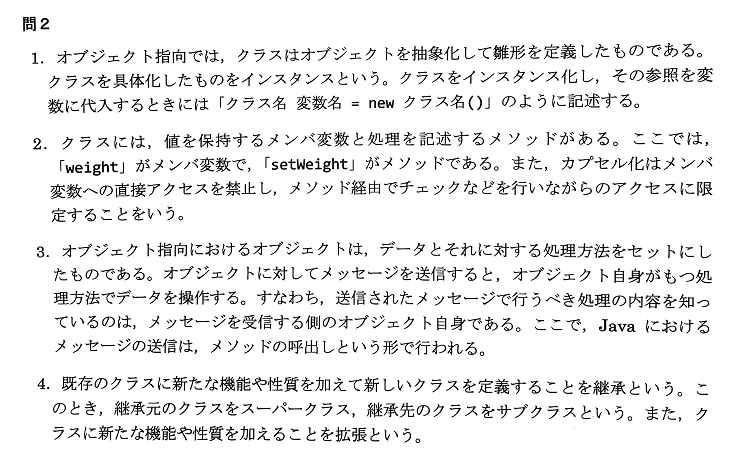 問2
1. オブジェクト指向では，クラスはオブジェクトを抽象化して雛形を定義したものである。
クラスを具体化したものをインスタンスという。クラスをインスタンス化し，その参照を変
数に代入するときには「クラス名 変数名 = new クラス名()」のように記述する。
2. クラスには，値を保持するメンバ変数と処理を記述するメソッドがある。ここでは，
「weight」がメンバ変数で，「setWeight」がメソッドである。また，カプセル化はメンバ
変数への直接アクセスを禁止し，メソッド経由でチェックなどを行いながらのアクセスに限
定することをいう。
3. オブジェクト指向におけるオブジェクトは，データとそれに対する処理方法をセットにし
たものである。オブジェクトに対してメッセージを送信すると，オブジェクト自身がもつ処
理方法でデータを操作する。すなわち，送信されたメッセージで行うべき処理の内容を知っ
ているのは，メッセージを受信する側のオブジェクト自身である。ここで，Java における
メッセージの送信は，メソッドの呼出しという形で行われる。
4. 既存のクラスに新たな機能や性質を加えて新しいクラスを定義することを継承という。こ
のとき，継承元のクラスをスーパークラス，継承先のクラスをサブクラスという。また，ク
ラスに新たな機能や性質を加えることを拡張という。